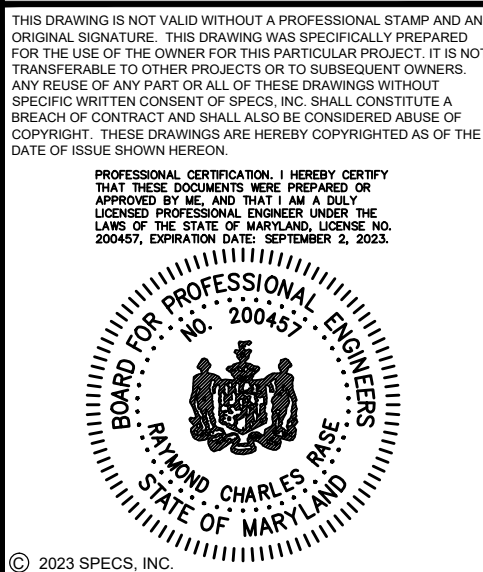 THIS DRAWING IS NOT VALID WITHOUT A PROFESSIONAL STAMP AND AN
ORIGINAL SIGNATURE. THIS DRAWING WAS SPECIFICALLY PREPARED
FOR THE USE OF THE OWNER FOR THIS PARTICULAR PROJECT. IT IS NOT
TRANSFERABLE TO OTHER PROJECTS OR TO SUBSEQUENT OWNERS.
ANY REUSE OF ANY PART OR ALL OF THESE DRAWINGS WITHOUT
SPECIFIC WRITTEN CONSENT OF SPECS, INC. SHALL CONSTITUTE A
BREACH OF CONTRACT AND SHALL ALSO BE CONSIDERED ABUSE OF
COPYRIGHT. THESE DRAWINGS ARE HEREBY COPYRIGHTED AS OF THE
DATE OF ISSUE SHOWN HEREON.
PROFESSIONAL CERTIFICATION. I HEREBY CERTIFY
THAT THESE DOCUMENTS WERE PREPARED OR
APPROVED BY ME, AND THAT I AM A DULY
LICENSED PROFESSIONAL ENGINEER UNDER THE
LAWS OF THE STATE OF MARYLAND, LICENSE NO.
200457, EXPIRATION DATE: SEPTEMBER 2, 2023.
BOARD FOR PROFESSIONAL ENGINEERS
NO. 200457
RAYMOND CHARLES RASE
STATE OF MARYLAND
© 2023 SPECS, INC.